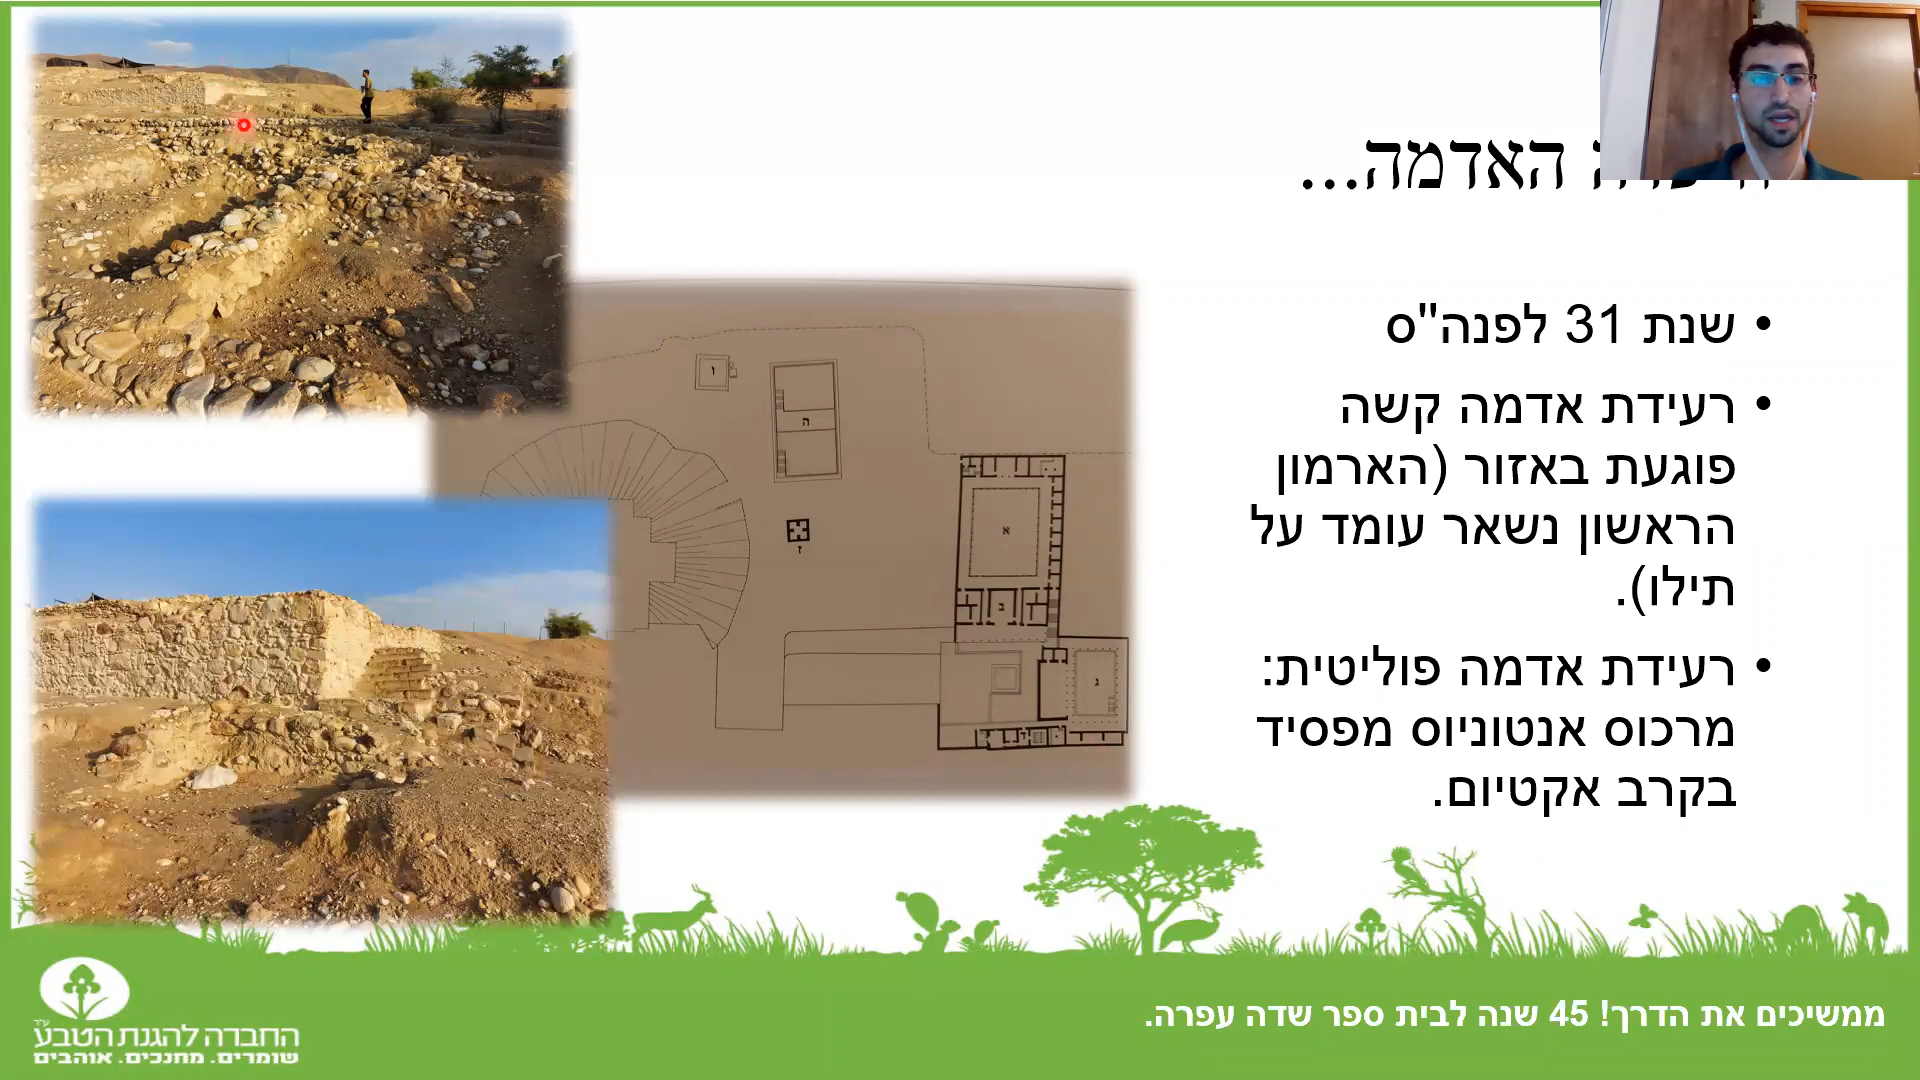 האדמה...
• שנת 31 לפנה"ס
• רעידת אדמה קשה
פוגעת באזור (הארמון
הראשון נשאר עומד על
תילו).
• רעידת אדמה פוליטית:
מרכוס אנטוניוס מפסיד
בקרב אקטיום.
ו
ה
ז
א
ב
ג
ממשיכים את הדרך! 45 שנה לבית ספר שדה עפרה.
החברה להגנת הטבע ע"ר
שומרים. מחנכים. אוהבים